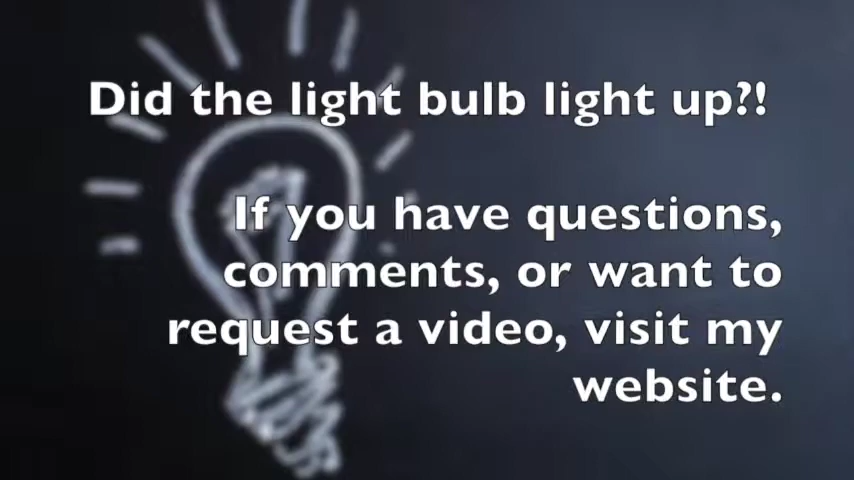 Did the light bulb light up?!
If you have questions,
comments, or want to
request a video, visit my
website.